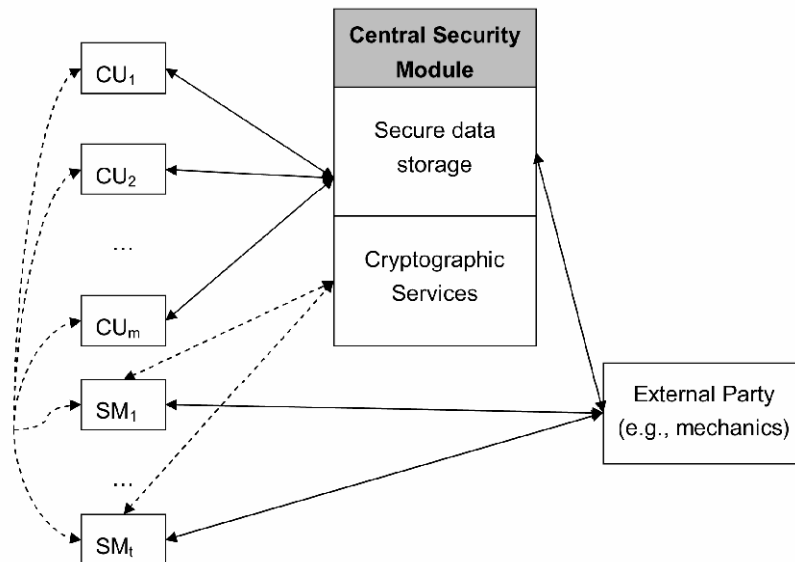 CU₁
CU₂
...
CUₘ
SM₁
...
SMₜ
Central Security
Module
Secure data
storage
Cryptographic
Services
External Party
(e.g., mechanics)